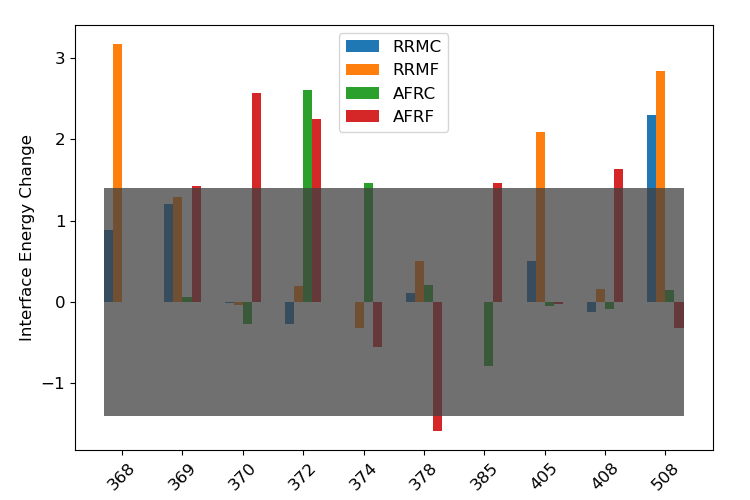 RRMC
RRMF
AFRC
AFRF
Interface Energy Change
3
2
1
0
−1
368 369 370 372 374 378 385 405 408 508